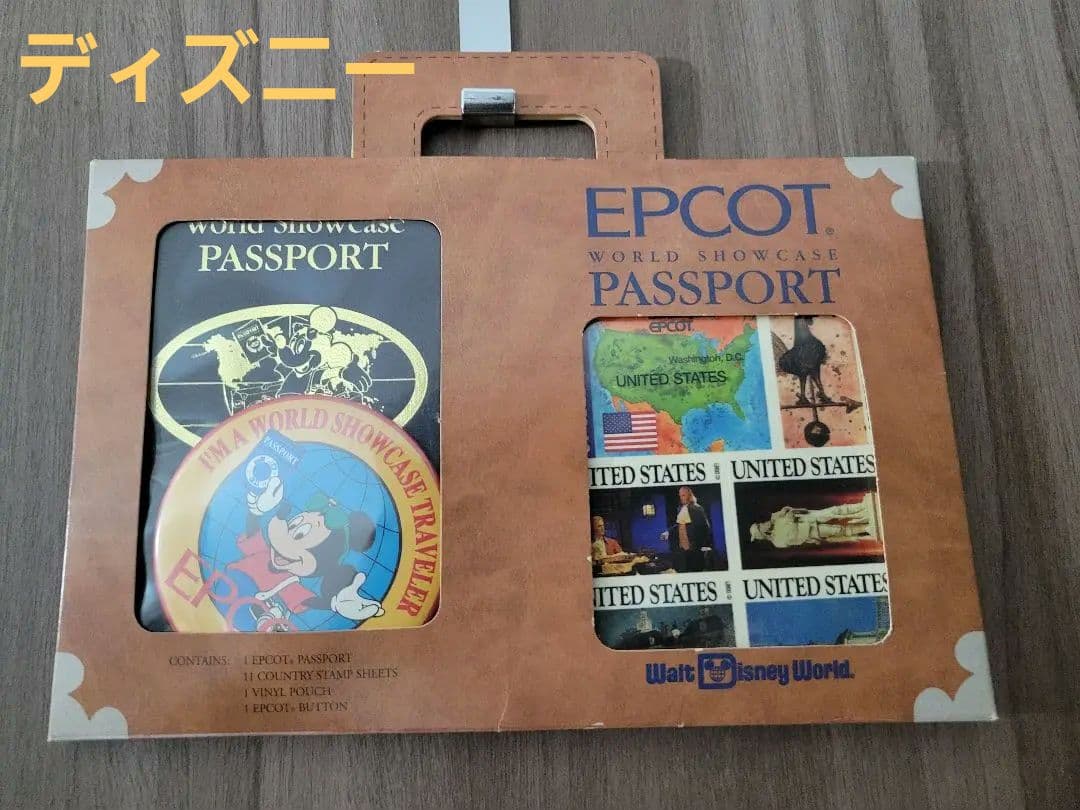 ディズニー
World Showcase
PASSPORT
PASSPORT
I'M A WORLD SHOWCASE TRAVELER
PASSPORT
EPCOT
EPCOT®
WORLD SHOWCASE
PASSPORT
EPCOT
Washington, D.C.
UNITED STATES
UNITED STATES
UNITED STATES
UNITED STATES
UNITED STATES
Walt Disney World®
CONTAINS: 1 EPCOT® PASSPORT
11 COUNTRY STAMP SHEETS
1 VINYL POUCH
1 EPCOT® BUTTON